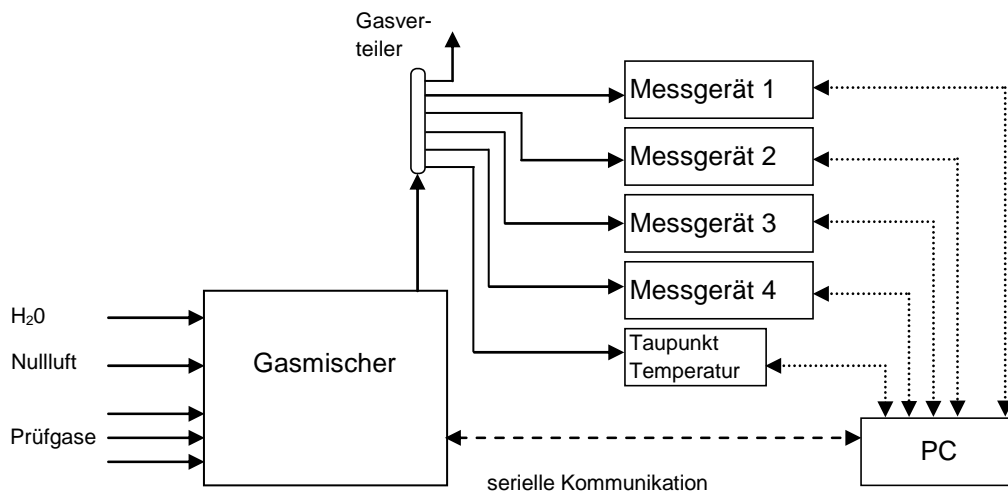 Gasver-
teiler
Messgerät 1
Messgerät 2
Messgerät 3
Messgerät 4
Taupunkt
Temperatur
H₂0
Nullluft
Prüfgase
Gasmischer
PC
serielle Kommunikation